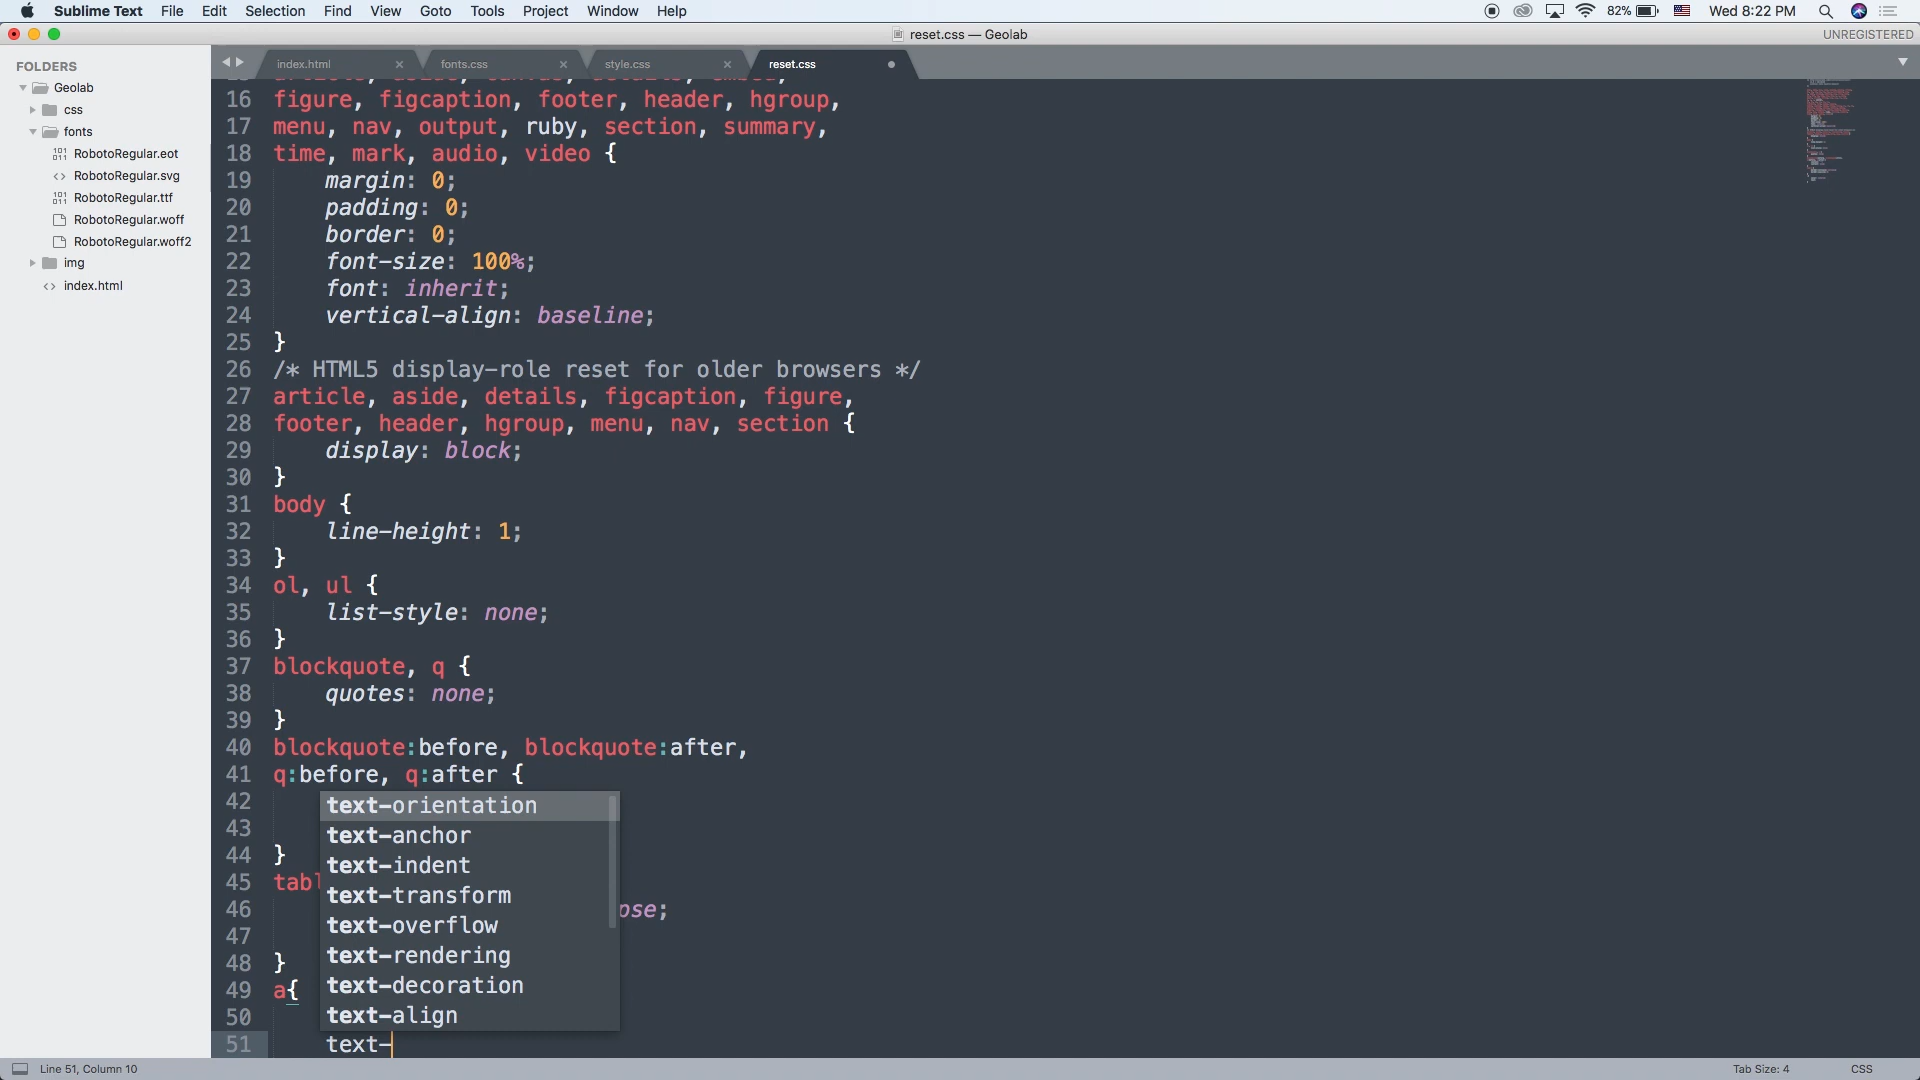 Sublime Text File Edit Selection Find View Goto Tools Project Window Help 82% Wed 8:22 PM
reset.css — Geolab UNREGISTERED
FOLDERS
Geolab
css
fonts
RobotoRegular.eot
RobotoRegular.svg
RobotoRegular.ttf
RobotoRegular.woff
RobotoRegular.woff2
img
index.html
index.html fonts.css style.css reset.css
16 figure, figcaption, footer, header, hgroup,
17 menu, nav, output, ruby, section, summary,
18 time, mark, audio, video {
19 margin: 0;
20 padding: 0;
21 border: 0;
22 font-size: 100%;
23 font: inherit;
24 vertical-align: baseline;
25 }
26 /* HTML5 display-role reset for older browsers */
27 article, aside, details, figcaption, figure,
28 footer, header, hgroup, menu, nav, section {
29 display: block;
30 }
31 body {
32 line-height: 1;
33 }
34 ol, ul {
35 list-style: none;
36 }
37 blockquote, q {
38 quotes: none;
39 }
40 blockquote:before, blockquote:after,
41 q:before, q:after {
42
43
44 }
45 tabl
46 ose;
47
48 }
49 a{
50
51 text-
text-orientation
text-anchor
text-indent
text-transform
text-overflow
text-rendering
text-decoration
text-align
Line 51, Column 10 Tab Size: 4 CSS